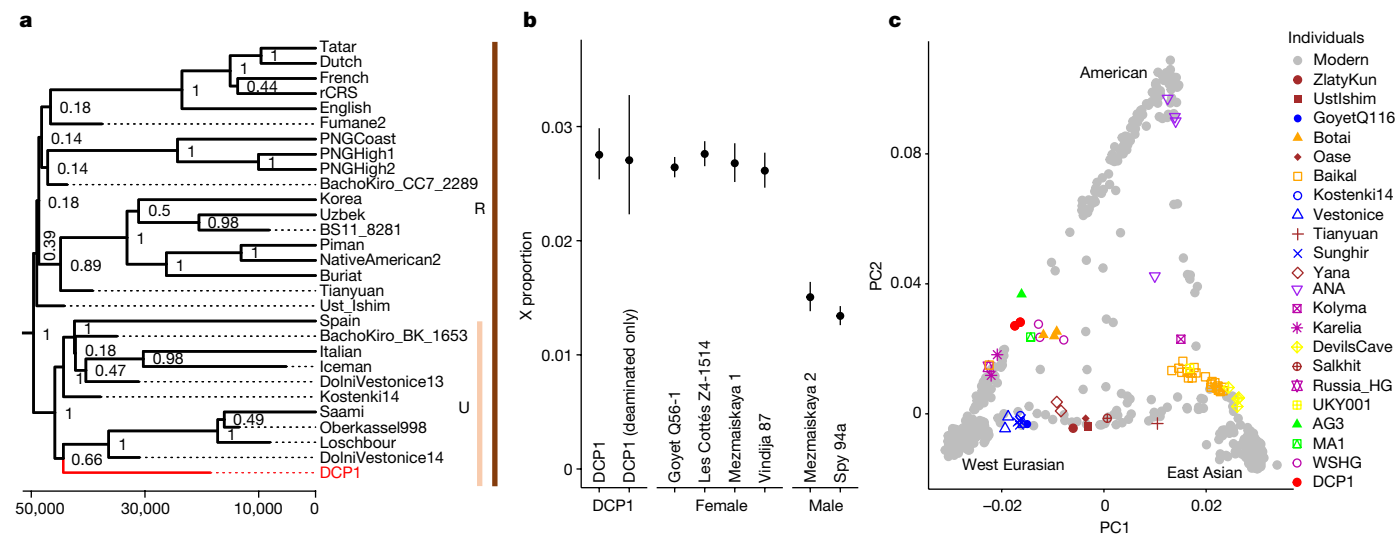 a
Tatar
Dutch
French
rCRS
English
Fumane2
PNGCoast
PNGHigh1
PNGHigh2
BachoKiro_CC7_2289
Korea
Uzbek
BS11_8281
Piman
NativeAmerican2
Buriat
Tianyuan
Ust_Ishim
Spain
BachoKiro_BK_1653
Italian
Iceman
DolniVestonice13
Kostenki14
Saami
Oberkassel998
Loschbour
DolniVestonice14
DCP1
1
1
0.44
1
0.18
0.14
1
1
0.14
0.18
0.5
0.98
1
1
1
0.39
0.89
1
1
0.18
0.98
0.47
1
1
0.49
1
1
0.66
R
U
50,000
30,000
10,000
0
b
X proportion
0.03
0.02
0.01
0
DCP1
DCP1 (deaminated only)
Goyet Q56-1
Les Cottés Z4-1514
Mezmaiskaya 1
Vindija 87
Mezmaiskaya 2
Spy 94a
DCP1
Female
Male
c
PC2
0.08
0.04
0
American
West Eurasian
East Asian
−0.02
0
0.02
PC1
Individuals
Modern
ZlatyKun
UstIshim
GoyetQ116
Botai
Oase
Baikal
Kostenki14
Vestonice
Tianyuan
Sunghir
Yana
ANA
Kolyma
Karelia
DevilsCave
Salkhit
Russia_HG
UKY001
AG3
MA1
WSHG
DCP1